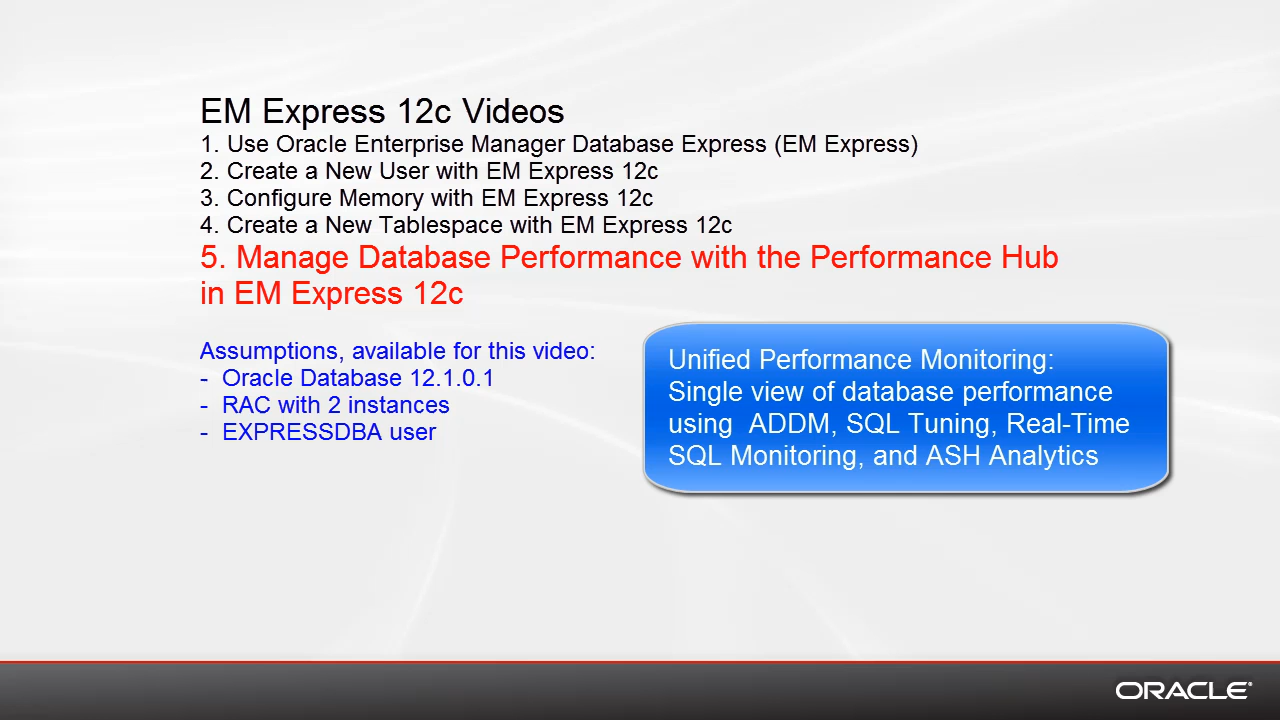 EM Express 12c Videos
1. Use Oracle Enterprise Manager Database Express (EM Express)
2. Create a New User with EM Express 12c
3. Configure Memory with EM Express 12c
4. Create a New Tablespace with EM Express 12c
5. Manage Database Performance with the Performance Hub
in EM Express 12c
Assumptions, available for this video:
- Oracle Database 12.1.0.1
- RAC with 2 instances
- EXPRESSDBA user
Unified Performance Monitoring:
Single view of database performance
using ADDM, SQL Tuning, Real-Time
SQL Monitoring, and ASH Analytics
ORACLE®